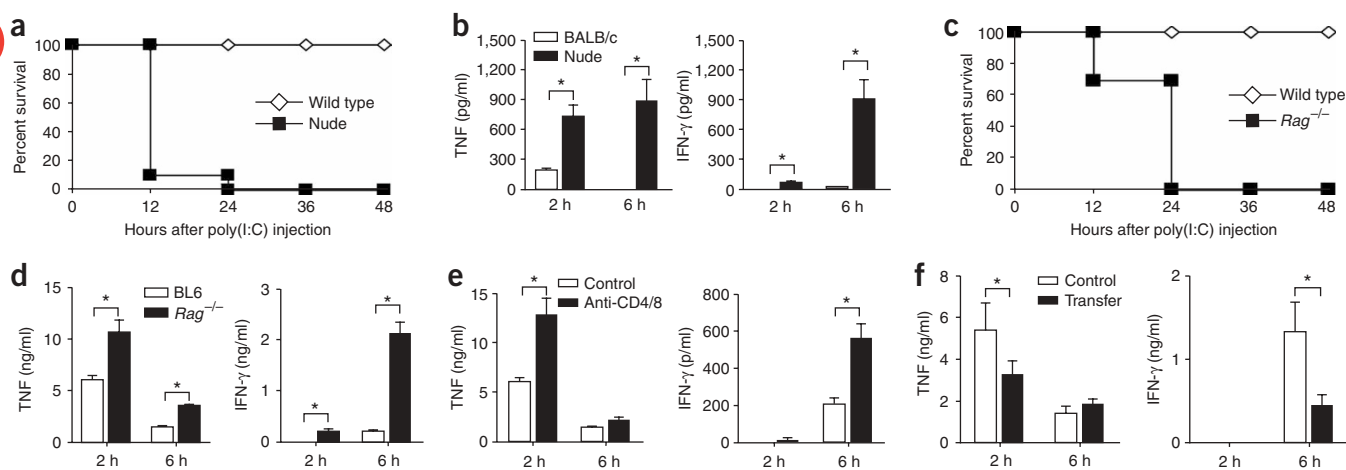 a
Percent survival
100
80
60
40
20
0
Wild type
Nude
0 12 24 36 48
Hours after poly(I:C) injection
b
TNF (pg/ml)
1,500
1,200
900
600
300
0
BALB/c
Nude
*
*
2 h 6 h
IFN-γ (pg/ml)
1,500
1,200
900
600
300
0
*
*
2 h 6 h
c
Percent survival
100
80
60
40
20
0
Wild type
Rag–/–
0 12 24 36 48
Hours after poly(I:C) injection
d
TNF (ng/ml)
15
10
5
0
BL6
Rag–/–
*
*
2 h 6 h
IFN-γ (ng/ml)
3
2
1
0
*
*
2 h 6 h
e
TNF (ng/ml)
15
10
5
0
Control
Anti-CD4/8
*
2 h 6 h
IFN-γ (p/ml)
800
600
400
200
0
*
2 h 6 h
f
TNF (ng/ml)
8
6
4
2
0
Control
Transfer
*
2 h 6 h
IFN-γ (ng/ml)
2
1
0
*
2 h 6 h